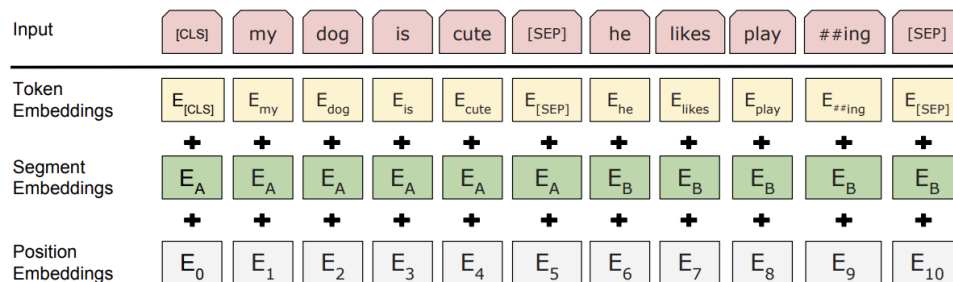 Input [CLS] my dog is cute [SEP] he likes play ##ing [SEP]
Token Embeddings E[CLS] Emy Edog Eis Ecute E[SEP] Ehe Elikes Eplay E##ing E[SEP]
+ + + + + + + + + + +
Segment Embeddings EA EA EA EA EA EA EB EB EB EB EB
+ + + + + + + + + + +
Position Embeddings E0 E1 E2 E3 E4 E5 E6 E7 E8 E9 E10